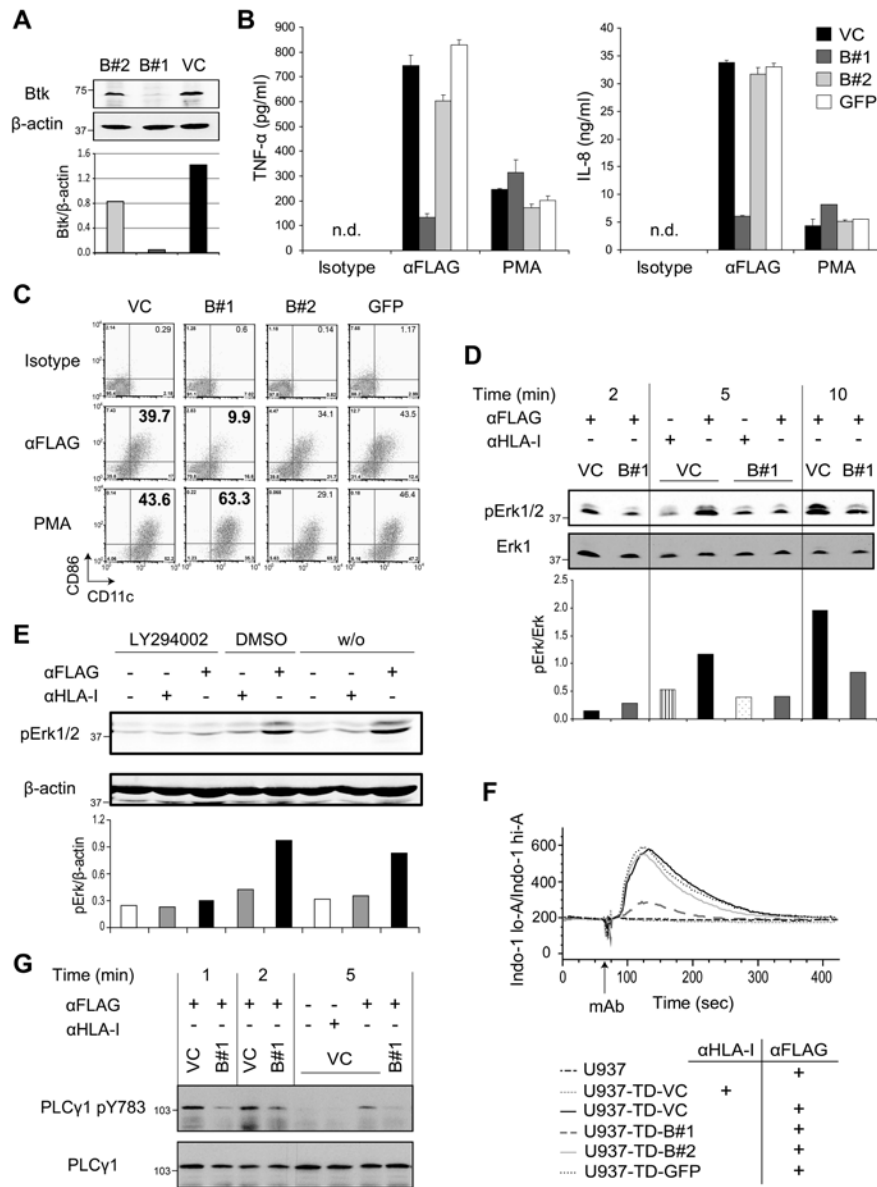 A
B#2 B#1 VC
Btk
75
β-actin
37
Btk/β-actin
1.6
1.2
0.8
0.4
0.0
B
TNF-α (pg/ml)
900
800
700
600
500
400
300
200
100
0
n.d.
Isotype αFLAG PMA
IL-8 (ng/ml)
40
35
30
25
20
15
10
5
0
n.d.
Isotype αFLAG PMA
VC
B#1
B#2
GFP
C
VC B#1 B#2 GFP
Isotype
0.29 0.6 0.14 1.17
αFLAG
39.7 9.9 34.1 43.5
PMA
43.6 63.3 29.1 46.4
CD86
CD11c
D
Time (min) 2 5 10
αFLAG + + - + - + + +
αHLA-I - - + - + - - -
VC B#1 VC B#1 VC B#1
pErk1/2
37
Erk1
37
pErk/Erk
2.0
1.5
1.0
0.5
0.0
E
LY294002 DMSO w/o
αFLAG - - + - + - - +
αHLA-I - + - + - - + -
pErk1/2
37
β-actin
37
pErk/β-actin
1.2
0.9
0.6
0.3
0
F
Indo-1 lo-A/Indo-1 hi-A
600
400
200
0
0 100 200 300 400
mAb
Time (sec)
αHLA-I αFLAG
U937 +
U937-TD-VC +
U937-TD-VC +
U937-TD-B#1 +
U937-TD-B#2 +
U937-TD-GFP +
G
Time (min) 1 2 5
αFLAG + + + + - - + +
αHLA-I - - - - - + - -
VC B#1 VC B#1 VC B#1
PLCγ1 pY783
103
PLCγ1
103